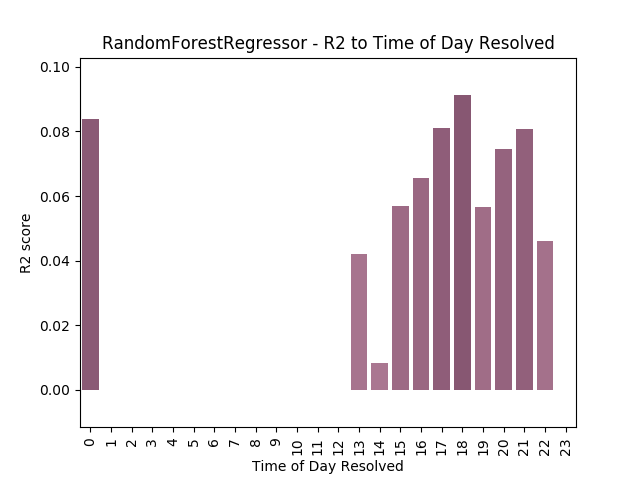 RandomForestRegressor - R2 to Time of Day Resolved
0.10
0.08
0.06
0.04
0.02
0.00
R2 score
0 1 2 3 4 5 6 7 8 9 10 11 12 13 14 15 16 17 18 19 20 21 22 23
Time of Day Resolved